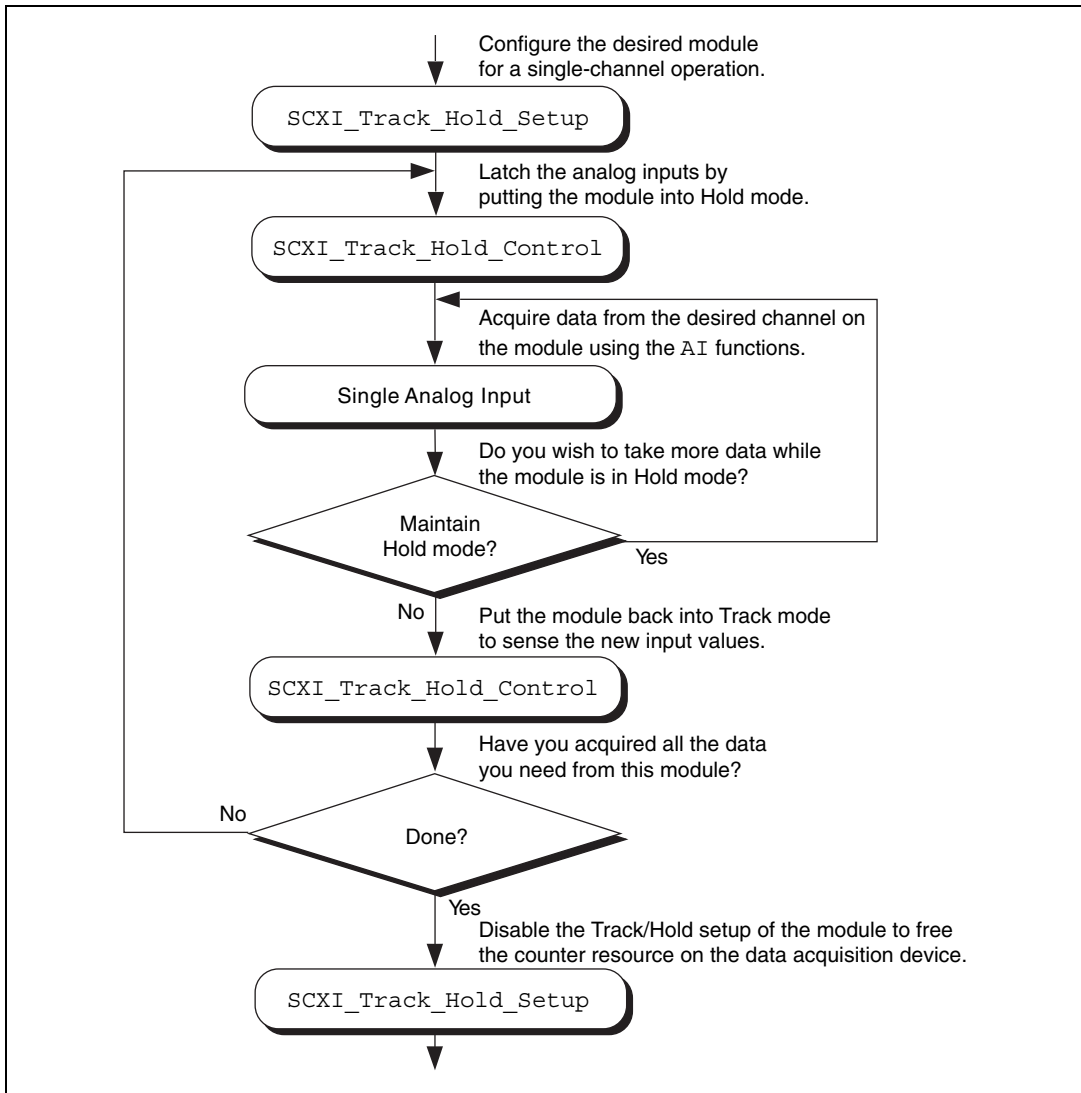 Configure the desired module
for a single-channel operation.
SCXI_Track_Hold_Setup
Latch the analog inputs by
putting the module into Hold mode.
SCXI_Track_Hold_Control
Acquire data from the desired channel on
the module using the AI functions.
Single Analog Input
Do you wish to take more data while
the module is in Hold mode?
Maintain
Hold mode?
Yes
No
Put the module back into Track mode
to sense the new input values.
SCXI_Track_Hold_Control
Have you acquired all the data
you need from this module?
No
Done?
Yes
Disable the Track/Hold setup of the module to free
the counter resource on the data acquisition device.
SCXI_Track_Hold_Setup